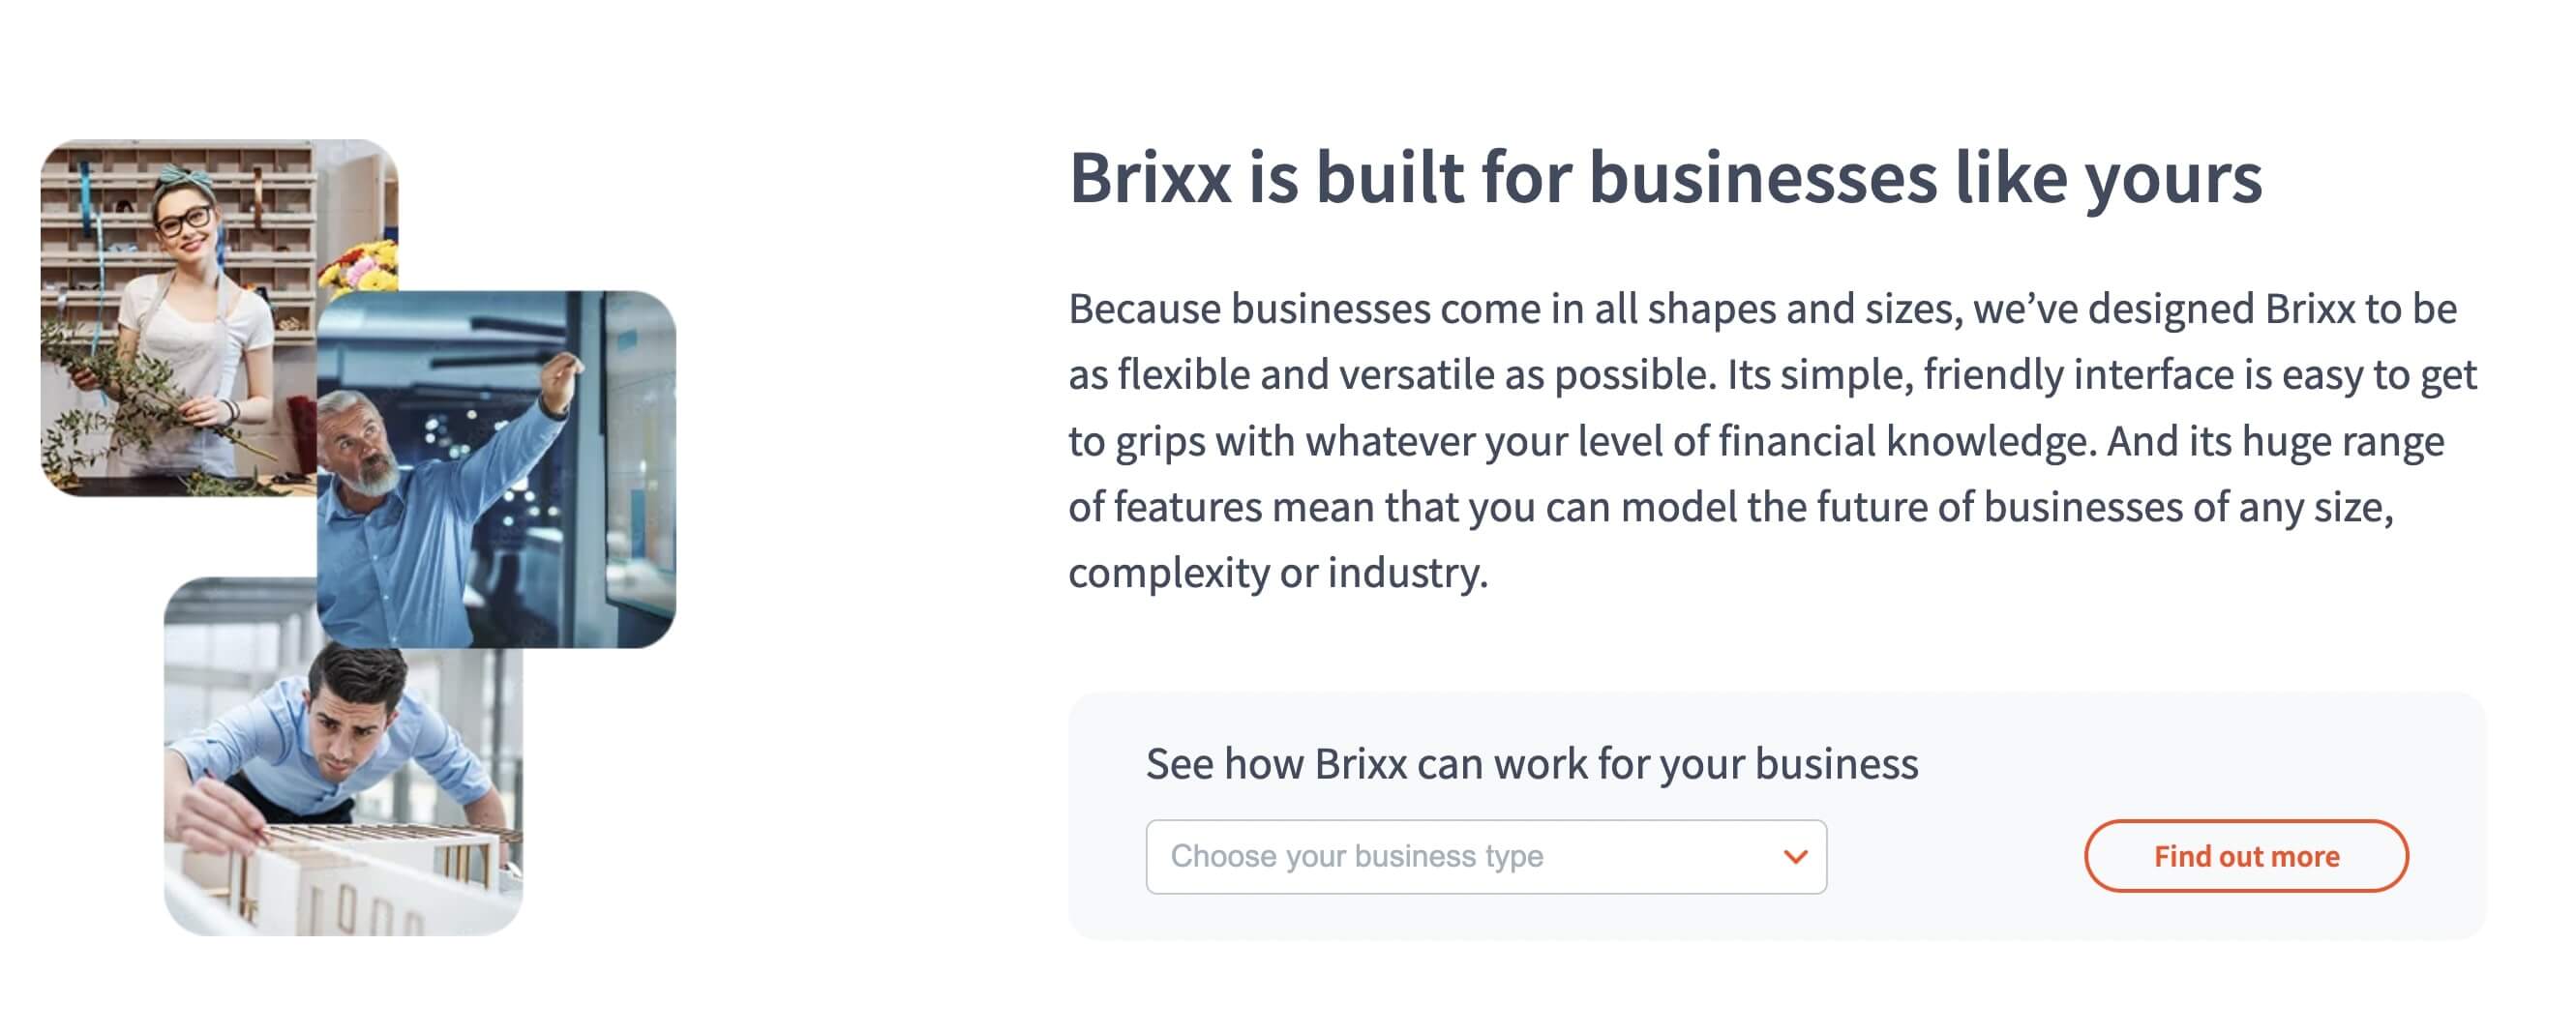 Brixx is built for businesses like yours
Because businesses come in all shapes and sizes, we’ve designed Brixx to be
as flexible and versatile as possible. Its simple, friendly interface is easy to get
to grips with whatever your level of financial knowledge. And its huge range
of features mean that you can model the future of businesses of any size,
complexity or industry.
See how Brixx can work for your business
Choose your business type
Find out more